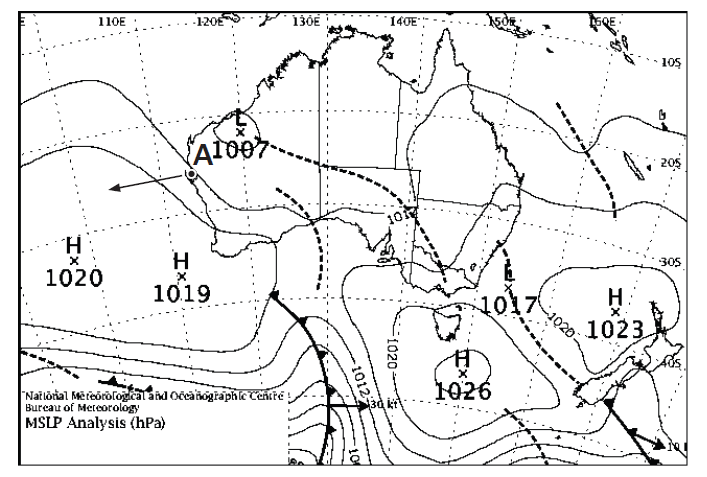 E 110E 120E 130E 140E 150E 160E
10S
L
A 1007
20S
1012
H
1020
H
1019
30S
L
1017
H
1020 1023
1020
H
1026
40S
1012
30 kt
National Meteorological and Oceanographic Centre
Bureau of Meteorology
MSLP Analysis (hPa)
10